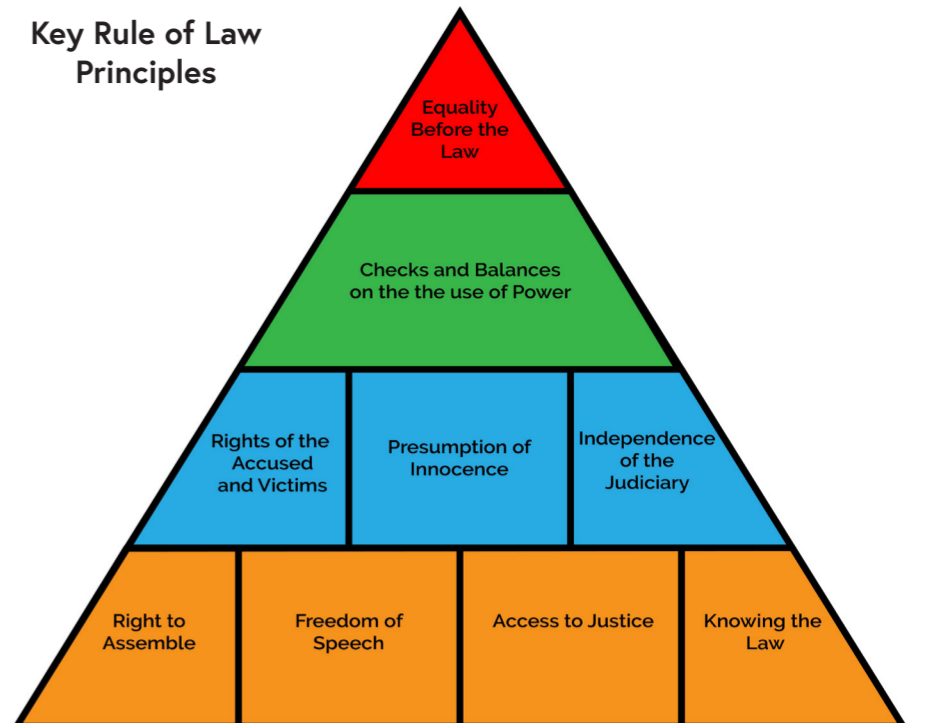 Key Rule of Law
Principles
Equality
Before the
Law
Checks and Balances
on the the use of Power
Rights of the
Accused
and Victims
Presumption of
Innocence
Independence
of the
Judiciary
Right to
Assemble
Freedom of
Speech
Access to Justice
Knowing the
Law